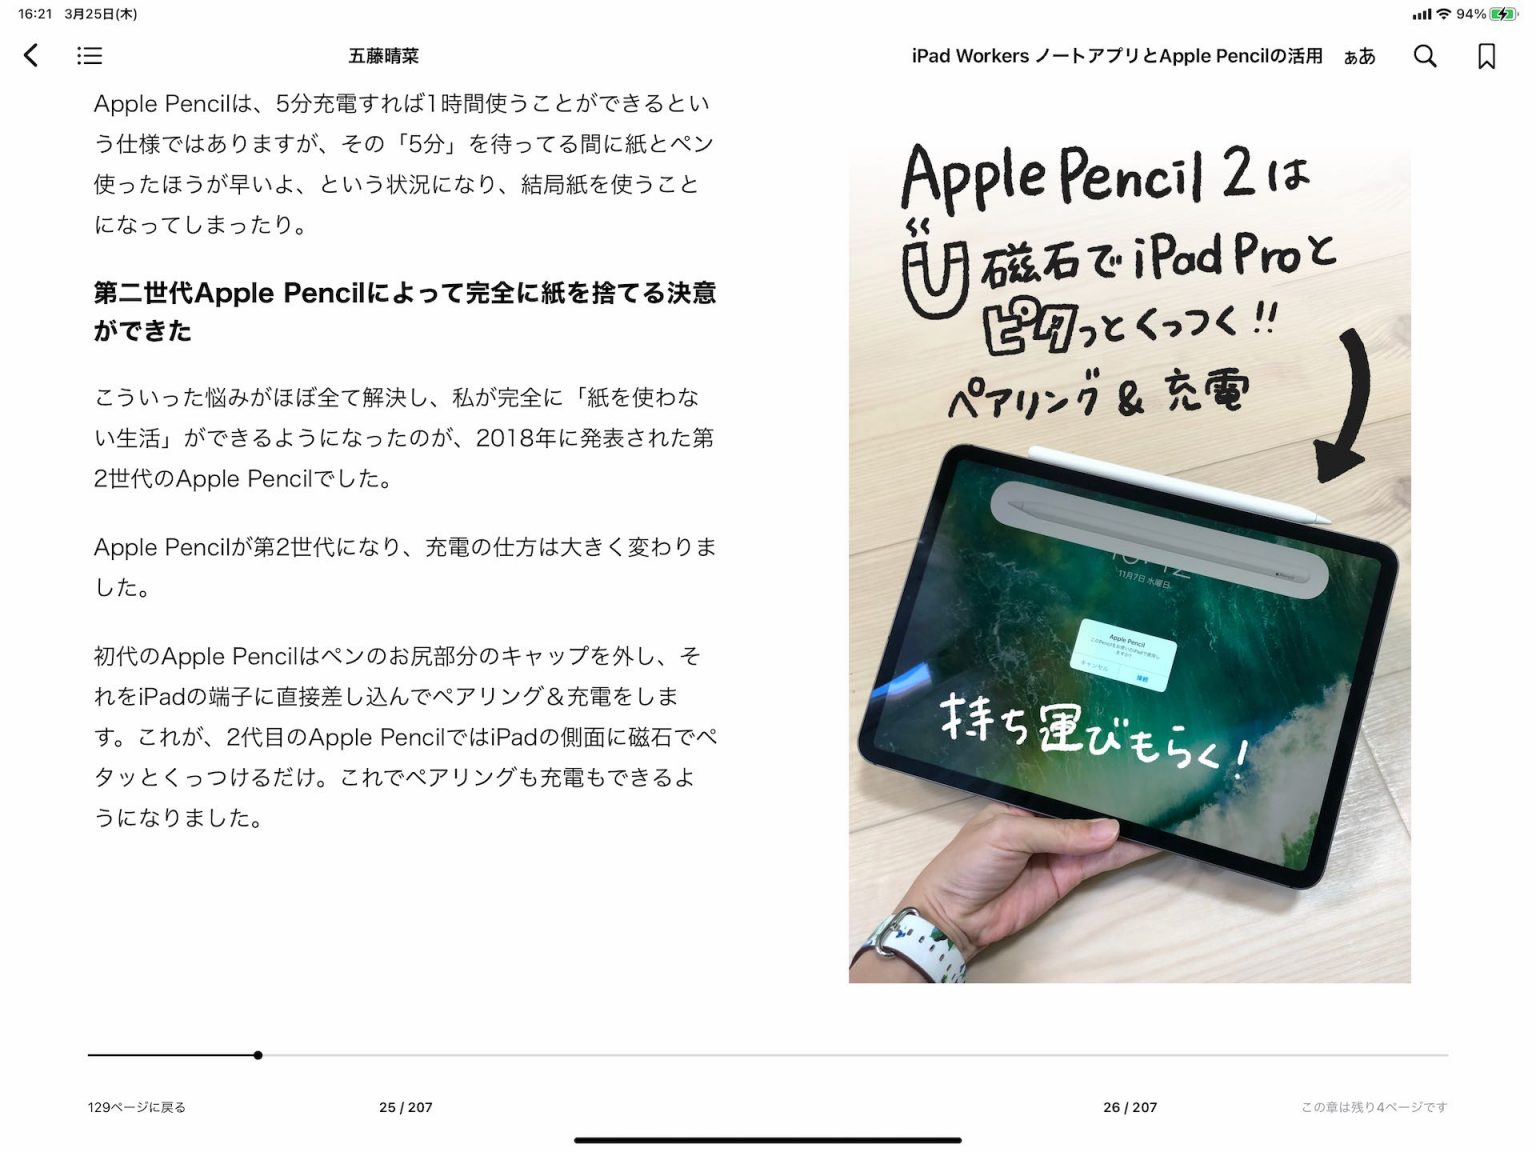 16:21 3月25日(木)
94%
五藤晴菜
iPad Workers ノートアプリとApple Pencilの活用
ぁあ
Apple Pencilは、5分充電すれば1時間使うことができるとい
う仕様ではありますが、その「5分」を待ってる間に紙とペン
使ったほうが早いよ、という状況になり、結局紙を使うこと
になってしまったり。
第二世代Apple Pencilによって完全に紙を捨てる決意
ができた
こういった悩みがほぼ全て解決し、私が完全に「紙を使わな
い生活」ができるようになったのが、2018年に発表された第
2世代のApple Pencilでした。
Apple Pencilが第2世代になり、充電の仕方は大きく変わりま
した。
初代のApple Pencilはペンのお尻部分のキャップを外し、そ
れをiPadの端子に直接差し込んでペアリング＆充電をしま
す。これが、2代目のApple PencilではiPadの側面に磁石でペ
タッとくっつけるだけ。これでペアリングも充電もできるよ
うになりました。
Apple Pencil 2は
磁石でiPad Proと
ピタっとくっつく!!
ペアリング & 充電
11月7日 水曜日
Apple Pencil
キャンセル 接続
持ち運びもらく!
129ページに戻る
25 / 207
26 / 207
この章は残り4ページです